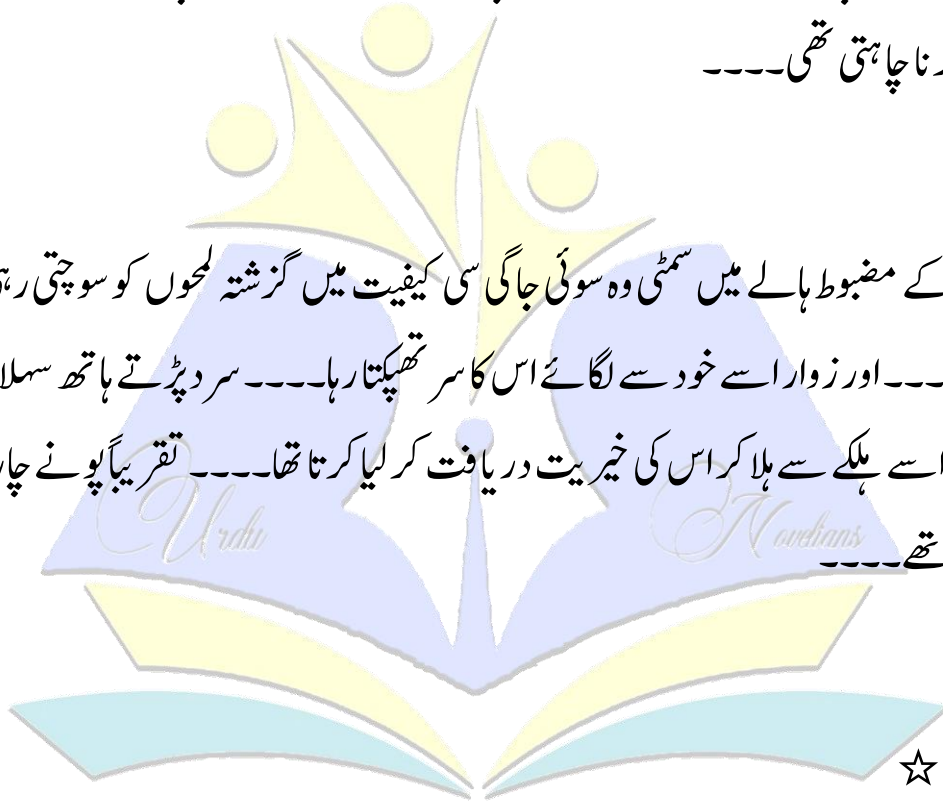 رنا چاہتی تھی۔۔۔۔
کے مضبوط ہالے میں سمٹی وہ سوئی جاگی سی کیفیت میں گزشتہ لمحوں کو سوچتی رہی
۔۔۔اور زوار اسے خود سے لگائے اس کا سر تھپکتا رہا۔۔۔۔سرد پڑتے ہاتھ سہلا
اسے ہلکے سے ہلا کر اس کی خیریت دریافت کر لیا کرتا تھا۔۔۔۔ تقریباً پونے چار
تھے۔۔۔۔
Urdu Novelians
☆